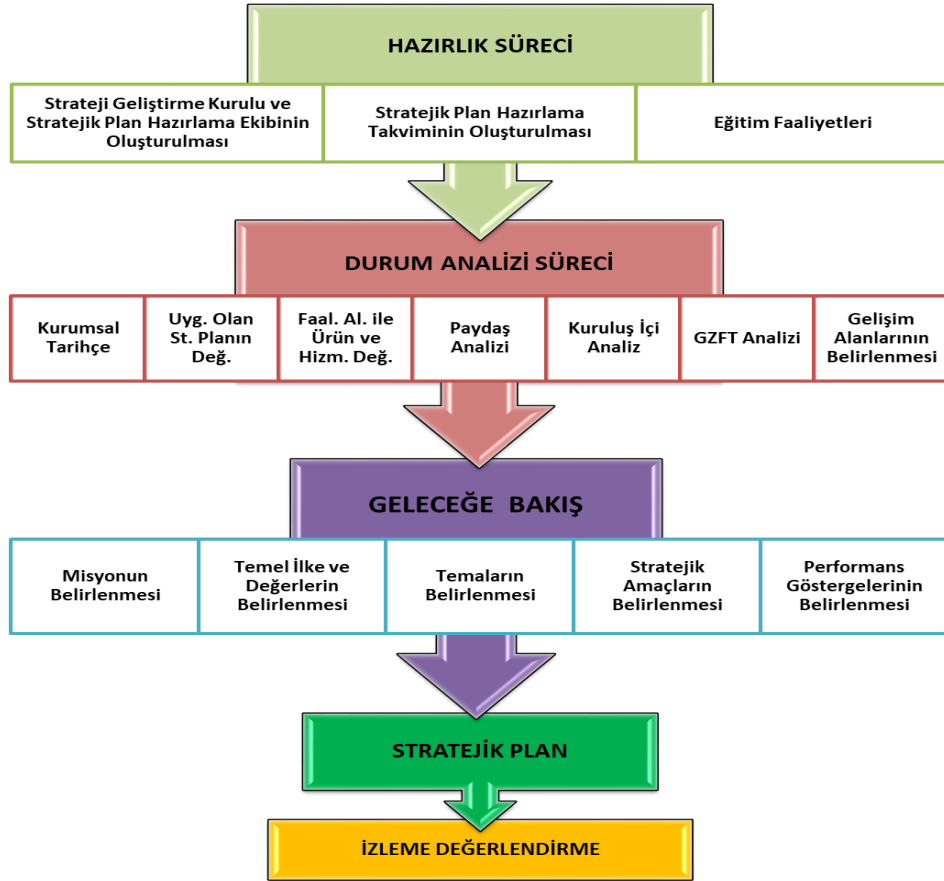 HAZIRLIK SÜRECİ
Strateji Geliştirme Kurulu ve
Stratejik Plan Hazırlama Ekibinin
Oluşturulması
Stratejik Plan Hazırlama
Takviminin Oluşturulması
Eğitim Faaliyetleri
DURUM ANALİZİ SÜRECİ
Kurumsal
Tarihçe
Uyg. Olan
St. Planın
Değ.
Faal. Al. ile
Ürün ve
Hizm. Değ.
Paydaş
Analizi
Kuruluş İçi
Analiz
GZFT Analizi
Gelişim
Alanlarının
Belirlenmesi
GELECEĞE BAKIŞ
Misyonun
Belirlenmesi
Temel İlke ve
Değerlerin
Belirlenmesi
Temaların
Belirlenmesi
Stratejik
Amaçların
Belirlenmesi
Performans
Göstergelerinin
Belirlenmesi
STRATEJİK PLAN
İZLEME DEĞERLENDİRME